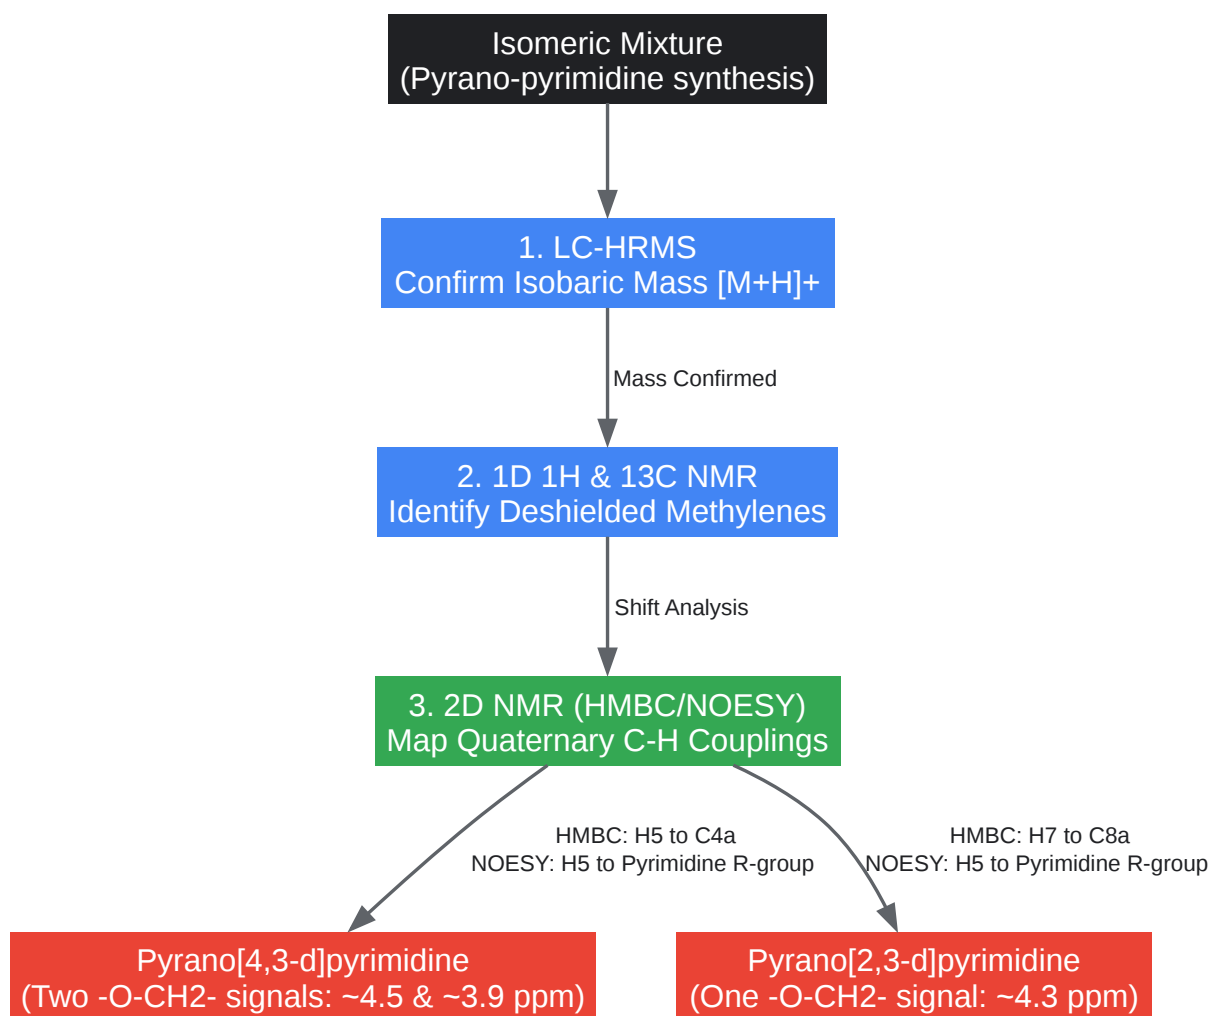 Isomeric Mixture
(Pyrano-pyrimidine synthesis)
1. LC-HRMS
Confirm Isobaric Mass [M+H]+
Mass Confirmed
2. 1D 1H & 13C NMR
Identify Deshielded Methylenes
Shift Analysis
3. 2D NMR (HMBC/NOESY)
Map Quaternary C-H Couplings
HMBC: H5 to C4a
NOESY: H5 to Pyrimidine R-group
HMBC: H7 to C8a
NOESY: H5 to Pyrimidine R-group
Pyrano[4,3-d]pyrimidine
(Two -O-CH2- signals: ~4.5 & ~3.9 ppm)
Pyrano[2,3-d]pyrimidine
(One -O-CH2- signal: ~4.3 ppm)